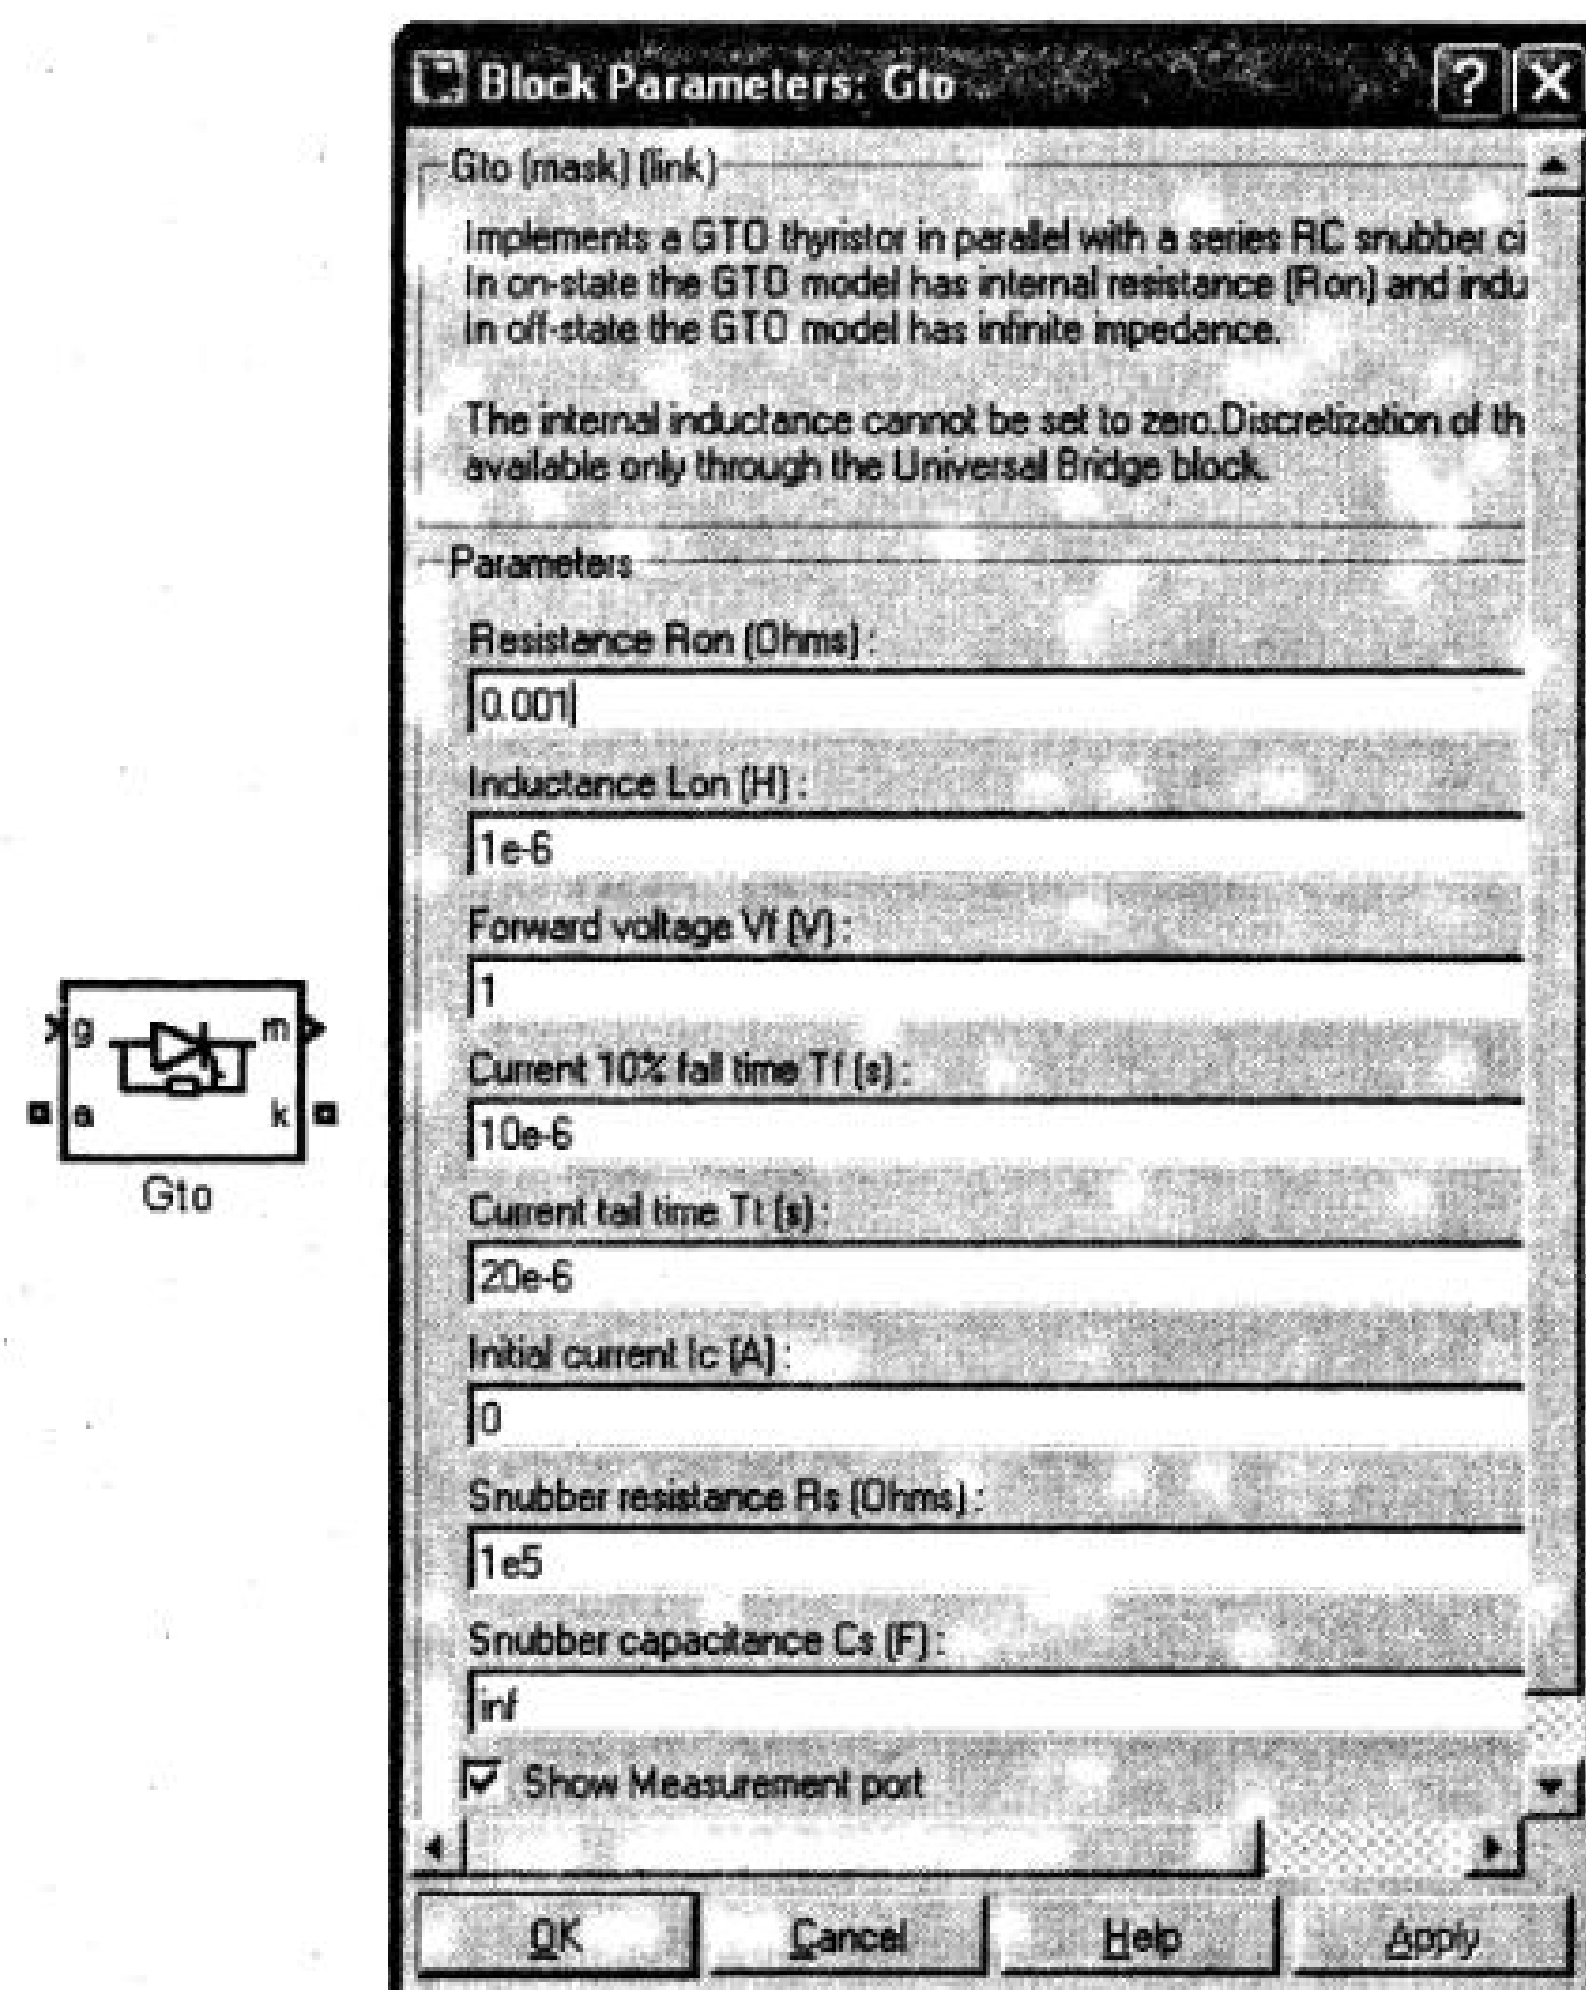 Block Parameters: Gto
Gto (mask) (link)
Implements a GTO thyristor in parallel with a series RC snubber ci
In on-state the GTO model has internal resistance (Ron) and indu
In off-state the GTO model has infinite impedance.
The internal inductance cannot be set to zero.Discretization of th
available only through the Universal Bridge block.
Parameters
Resistance Ron (Ohms) :
0.001
Inductance Lon (H) :
1e-6
Forward voltage Vf (V) :
1
Current 10% fall time Tf (s) :
10e-6
Current tail time Tt (s) :
20e-6
Initial current Ic (A) :
0
Snubber resistance Rs (Ohms) :
1e5
Snubber capacitance Cs (F) :
inf
Show Measurement port
OK Cancel Help Apply
g m
a k
Gto